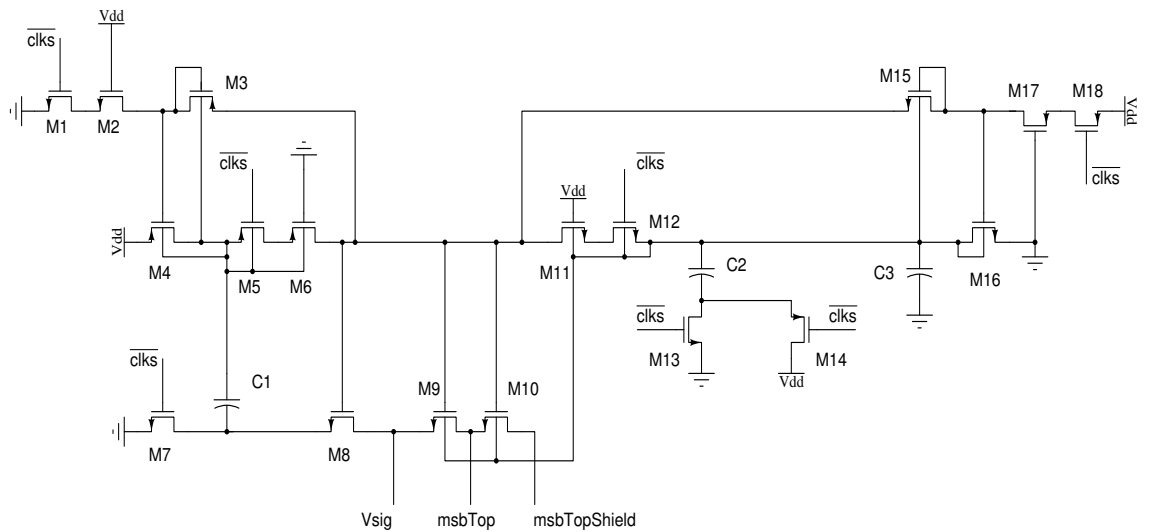 Vdd
clks
M3
M15
M17
M18
Vdd
M1
M2
clks
clks
Vdd
clks
M12
Vdd
M4
M5
M6
M11
C2
C3
M16
clks
clks
M13
M14
Vdd
clks
C1
M9
M10
M7
M8
Vsig
msbTop
msbTopShield